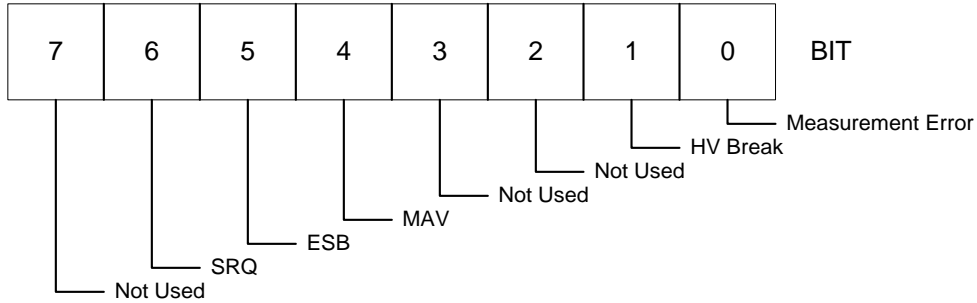 7 6 5 4 3 2 1 0 BIT
Measurement Error
HV Break
Not Used
Not Used
MAV
ESB
SRQ
Not Used